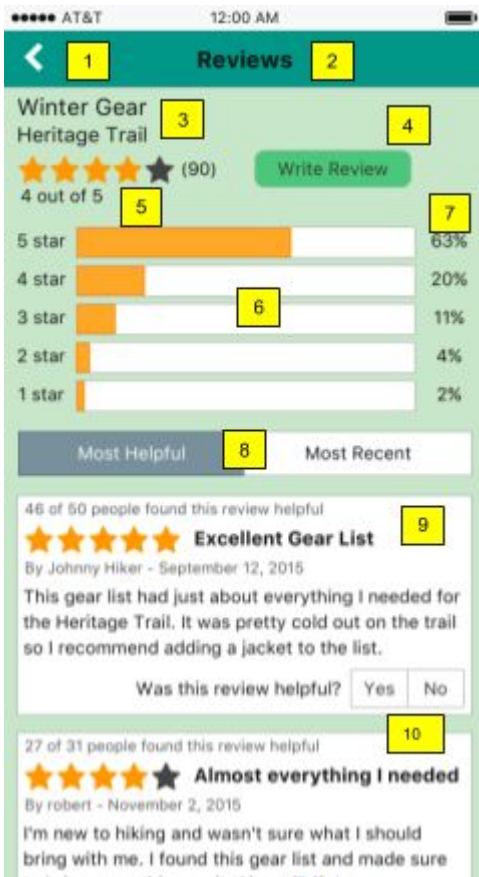 AT&T 12:00 AM
1 Reviews 2
Winter Gear 3
Heritage Trail
4
(90) Write Review
4 out of 5 5
7
5 star 63%
4 star 20%
3 star 6 11%
2 star 4%
1 star 2%
Most Helpful 8 Most Recent
46 of 50 people found this review helpful
9
Excellent Gear List
By Johnny Hiker - September 12, 2015
This gear list had just about everything I needed for
the Heritage Trail. It was pretty cold out on the trail
so I recommend adding a jacket to the list.
Was this review helpful? Yes No
10
27 of 31 people found this review helpful
Almost everything I needed
By robert - November 2, 2015
I'm new to hiking and wasn't sure what I should
bring with me. I found this gear list and made sure